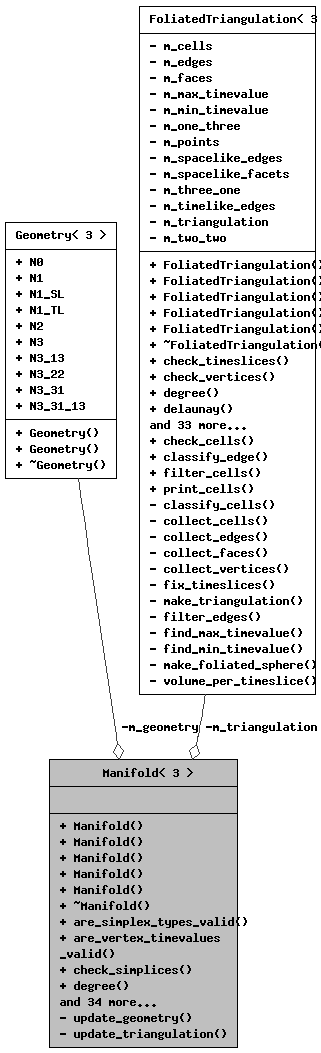 FoliatedTriangulation< 3
- m_cells
- m_edges
- m_faces
- m_max_timevalue
- m_min_timevalue
- m_one_three
- m_points
- m_spacelike_edges
- m_spacelike_facets
- m_three_one
- m_timelike_edges
- m_triangulation
- m_two_two
+ FoliatedTriangulation()
+ FoliatedTriangulation()
+ FoliatedTriangulation()
+ FoliatedTriangulation()
+ FoliatedTriangulation()
+ ~FoliatedTriangulation(
+ check_timeslices()
+ check_vertices()
+ degree()
+ delaunay()
and 33 more...
+ check_cells()
+ classify_edge()
+ filter_cells()
+ print_cells()
- classify_cells()
- collect_cells()
- collect_edges()
- collect_faces()
- collect_vertices()
- fix_timeslices()
- make_triangulation()
- filter_edges()
- find_max_timevalue()
- find_min_timevalue()
- make_foliated_sphere()
- volume_per_timeslice()
Geometry< 3 >
+ N0
+ N1
+ N1_SL
+ N1_TL
+ N2
+ N3
+ N3_13
+ N3_22
+ N3_31
+ N3_31_13
+ Geometry()
+ Geometry()
+ ~Geometry()
-m_geometry
-m_triangulation
Manifold< 3 >
+ Manifold()
+ Manifold()
+ Manifold()
+ Manifold()
+ Manifold()
+ ~Manifold()
+ are_simplex_types_valid()
+ are_vertex_timevalues
_valid()
+ check_simplices()
+ degree()
and 34 more...
- update_geometry()
- update_triangulation()